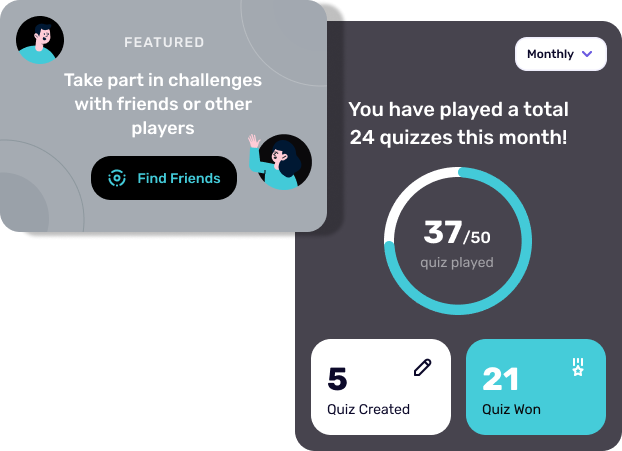 FEATURED
Take part in challenges
with friends or other
players
Find Friends
Monthly
You have played a total
24 quizzes this month!
37/50
quiz played
5
Quiz Created
21
Quiz Won